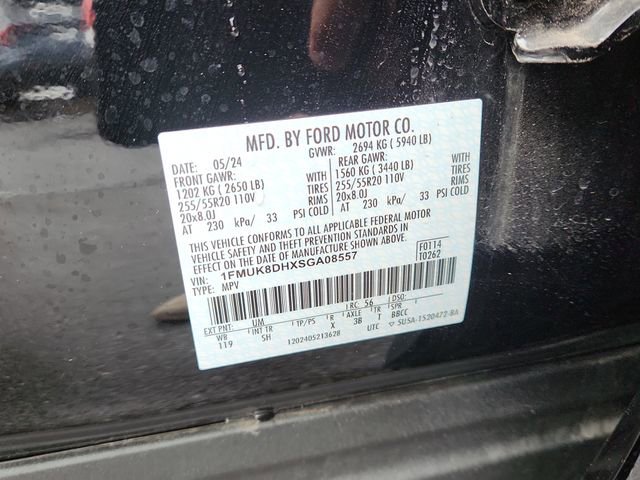 MFD. BY FORD MOTOR CO.
DATE: 05/24 GVWR: 2694 KG ( 5940 LB)
FRONT GAWR: REAR GAWR:
1202 KG ( 2650 LB) WITH 1560 KG ( 3440 LB) WITH
255/55R20 110V TIRES 255/55R20 110V TIRES
20x8.0J RIMS 20x8.0J RIMS
AT 230 kPa/ 33 PSI COLD AT 230 kPa/ 33 PSI COLD
THIS VEHICLE CONFORMS TO ALL APPLICABLE FEDERAL MOTOR
VEHICLE SAFETY AND THEFT PREVENTION STANDARDS IN
EFFECT ON THE DATE OF MANUFACTURE SHOWN ABOVE.
VIN: 1FMUK8DHXSGA08557 F0114
TYPE: MPV T0262
EXT PNT: UM RC: 56 DSO:
WB INT TR TP/PS R AXLE TR SPR
119 SH X 3B T BBCC
1202405213628 UTC 5U5A-1520472-BA